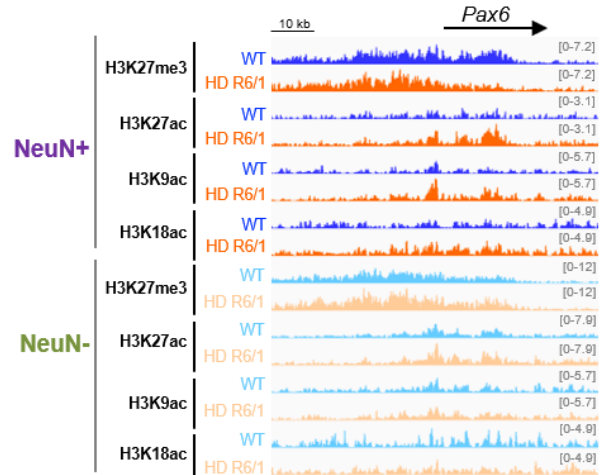 10 kb
Pax6
NeuN+
H3K27me3
WT
[0-7.2]
HD R6/1
[0-7.2]
H3K27ac
WT
[0-3.1]
HD R6/1
[0-3.1]
H3K9ac
WT
[0-5.7]
HD R6/1
[0-5.7]
H3K18ac
WT
[0-4.9]
HD R6/1
[0-4.9]
NeuN-
H3K27me3
WT
[0-12]
HD R6/1
[0-12]
H3K27ac
WT
[0-7.9]
HD R6/1
[0-7.9]
H3K9ac
WT
[0-5.7]
HD R6/1
[0-5.7]
H3K18ac
WT
[0-4.9]
HD R6/1
[0-4.9]